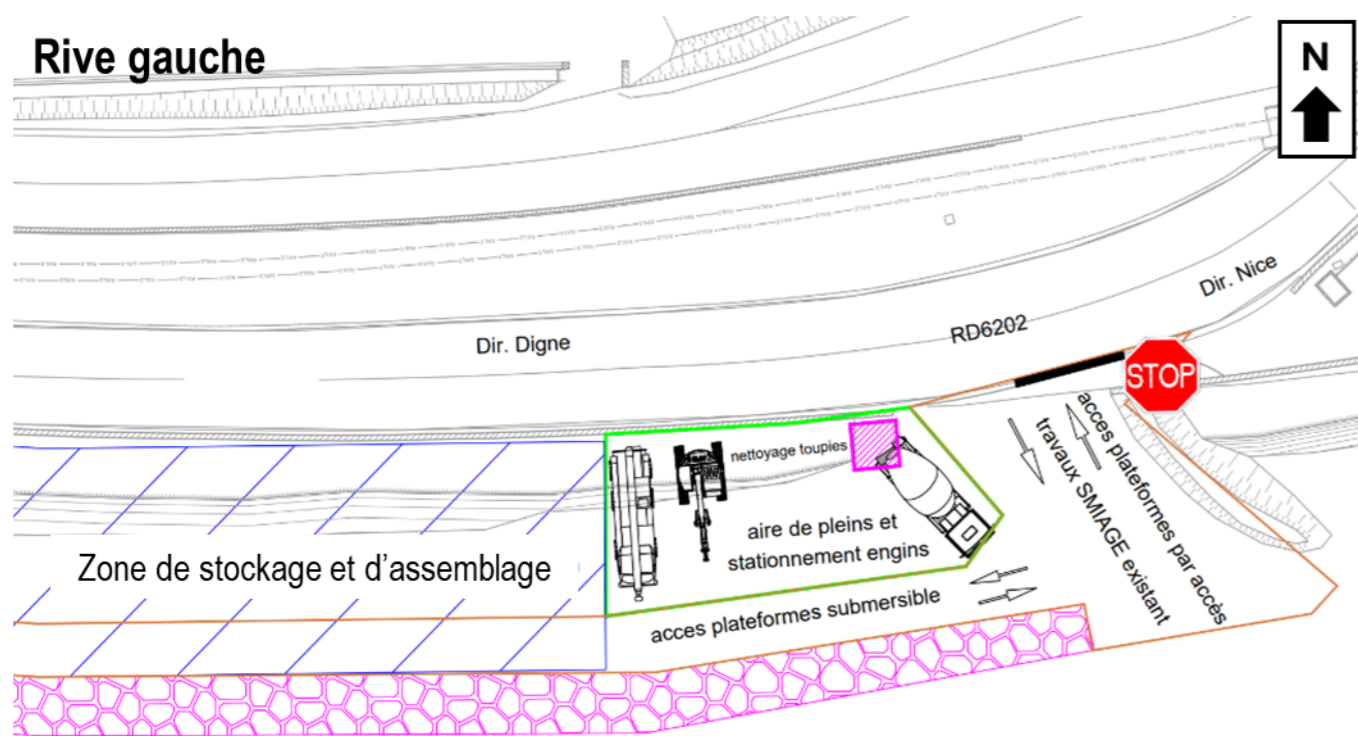 Rive gauche
N
Dir. Nice
RD6202
Dir. Digne
STOP
nettoyage toupies
acces plateformes par accès
travaux SMIAGE existant
aire de pleins et
stationnement engins
Zone de stockage et d'assemblage
acces plateformes submersible